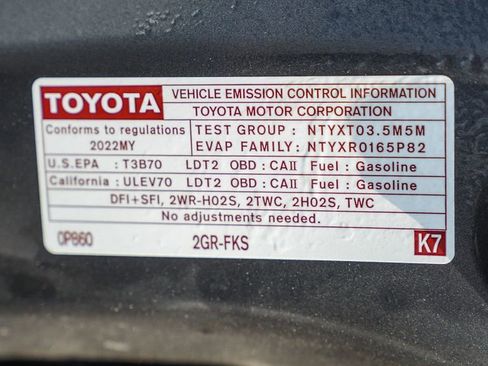 TOYOTA VEHICLE EMISSION CONTROL INFORMATION
TOYOTA MOTOR CORPORATION
Conforms to regulations TEST GROUP : NTYXT03.5M5M
2022MY EVAP FAMILY: NTYXR0165P82
U.S.EPA : T3B70 LDT2 OBD : CAII Fuel : Gasoline
California : ULEV70 LDT2 OBD : CAII Fuel : Gasoline
DFI+SFI, 2WR-HO2S, 2TWC, 2HO2S, TWC
No adjustments needed.
0P860 2GR-FKS K7